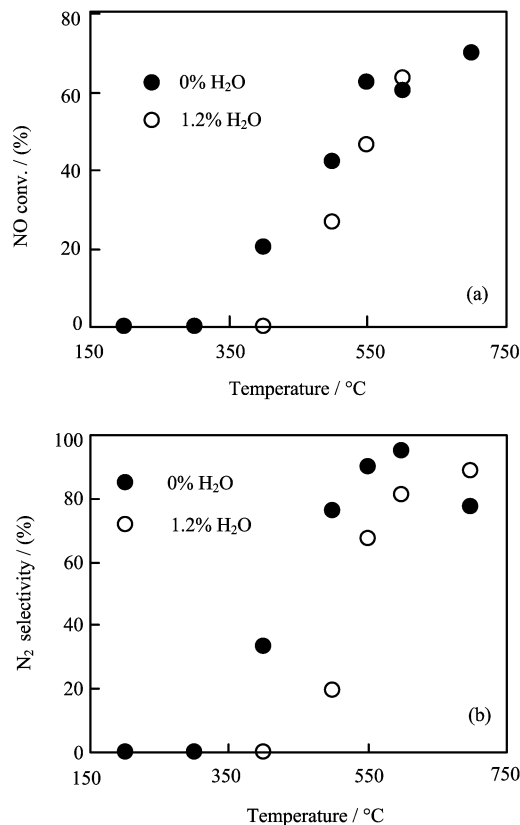 80
60
40
20
0
NO conv. / (%)
0% H₂O
1.2% H₂O
(a)
150 350 550 750
Temperature / °C
100
80
60
40
20
0
N₂ selectivity / (%)
0% H₂O
1.2% H₂O
(b)
150 350 550 750
Temperature / °C